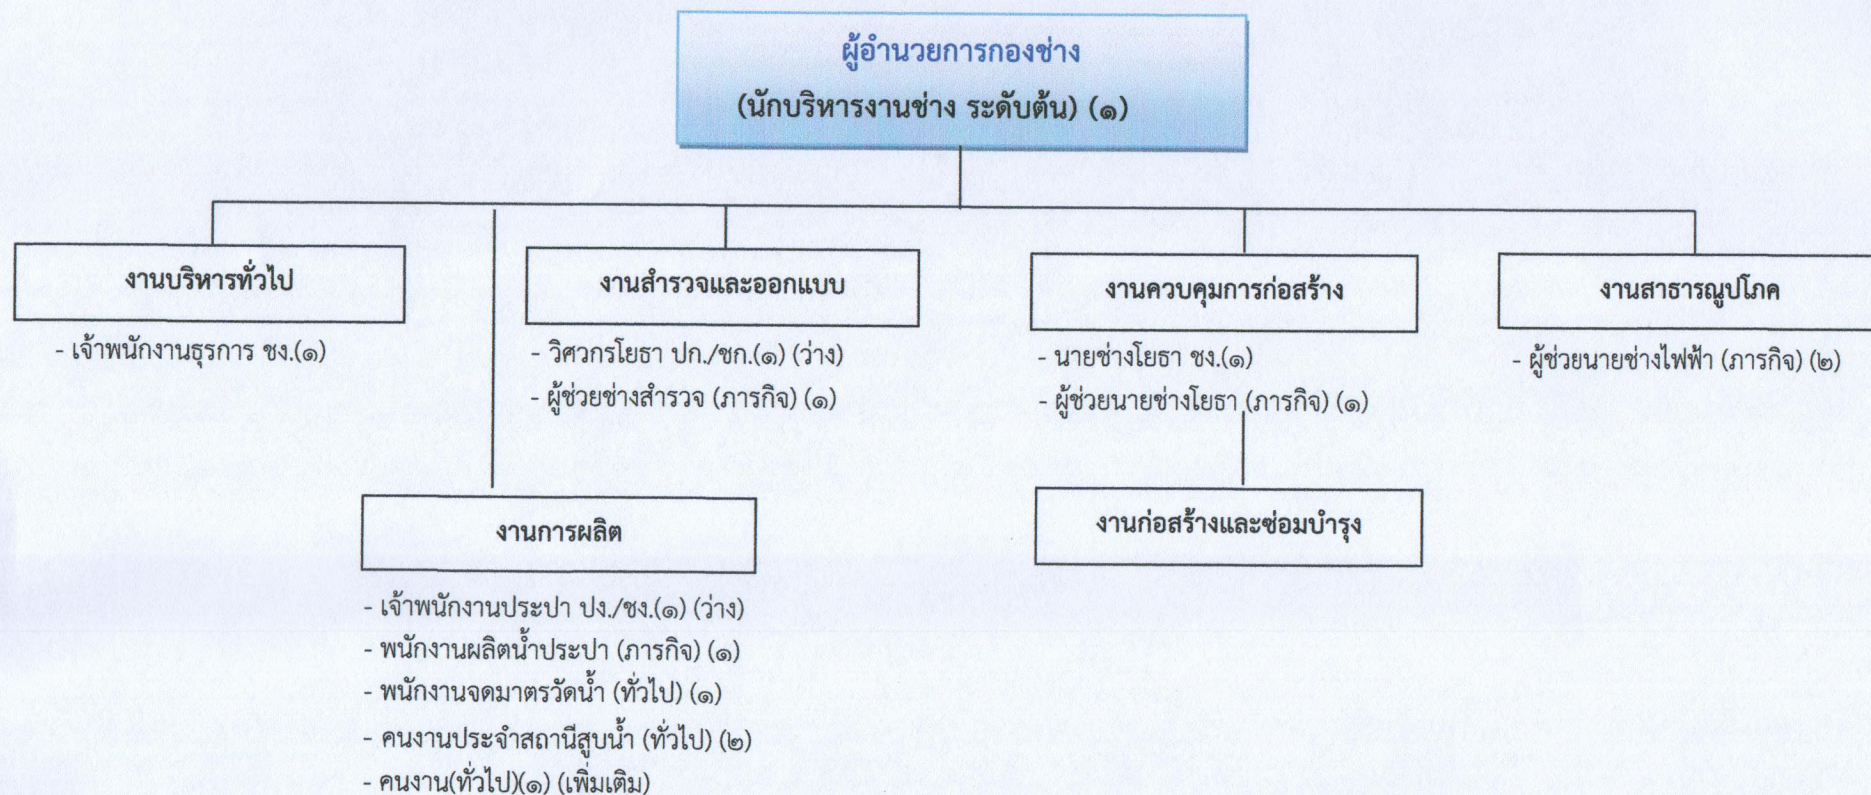 ผู้อำนวยการกองช่าง
(นักบริหารงานช่าง ระดับต้น) (๑)
งานบริหารทั่วไป
- เจ้าพนักงานธุรการ ชง.(๑)
งานสำรวจและออกแบบ
- วิศวกรโยธา ปก./ชก.(๑) (ว่าง)
- ผู้ช่วยช่างสำรวจ (ภารกิจ) (๑)
งานควบคุมการก่อสร้าง
- นายช่างโยธา ชง.(๑)
- ผู้ช่วยนายช่างโยธา (ภารกิจ) (๑)
งานสาธารณูปโภค
- ผู้ช่วยนายช่างไฟฟ้า (ภารกิจ) (๒)
งานการผลิต
- เจ้าพนักงานประปา ปง./ชง.(๑) (ว่าง)
- พนักงานผลิตน้ำประปา (ภารกิจ) (๑)
- พนักงานจดมาตรวัดน้ำ (ทั่วไป) (๑)
- คนงานประจำสถานีสูบน้ำ (ทั่วไป) (๒)
- คนงาน(ทั่วไป)(๑) (เพิ่มเติม)
งานก่อสร้างและซ่อมบำรุง